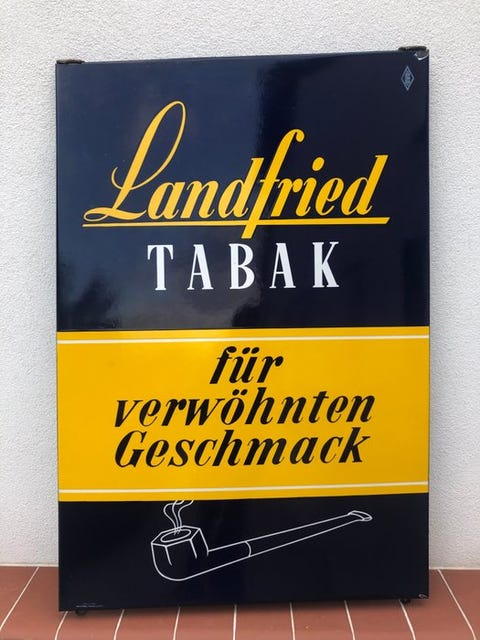 Landfried
TABAK
für
verwöhnten
Geschmack